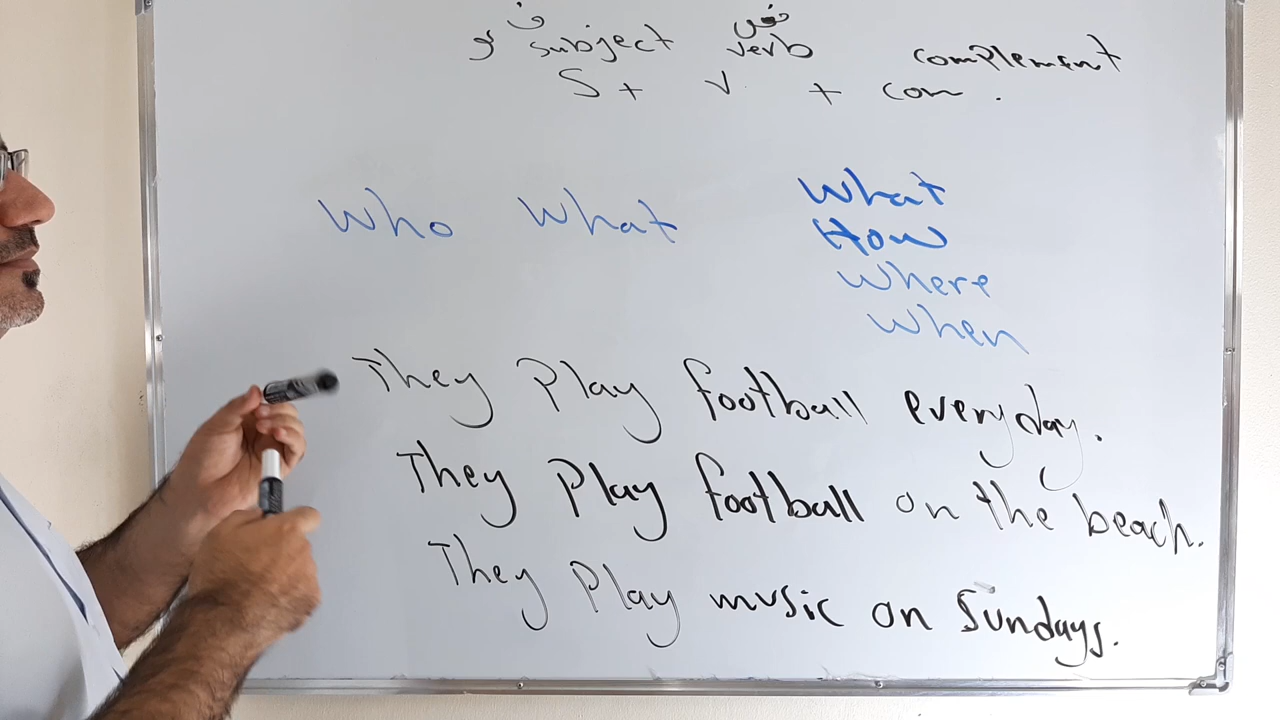 subject verb complement
S + V. + com.
who what what
How
where
when
They Play football everyday.
They Play football on the beach.
They Play music on Sundays.